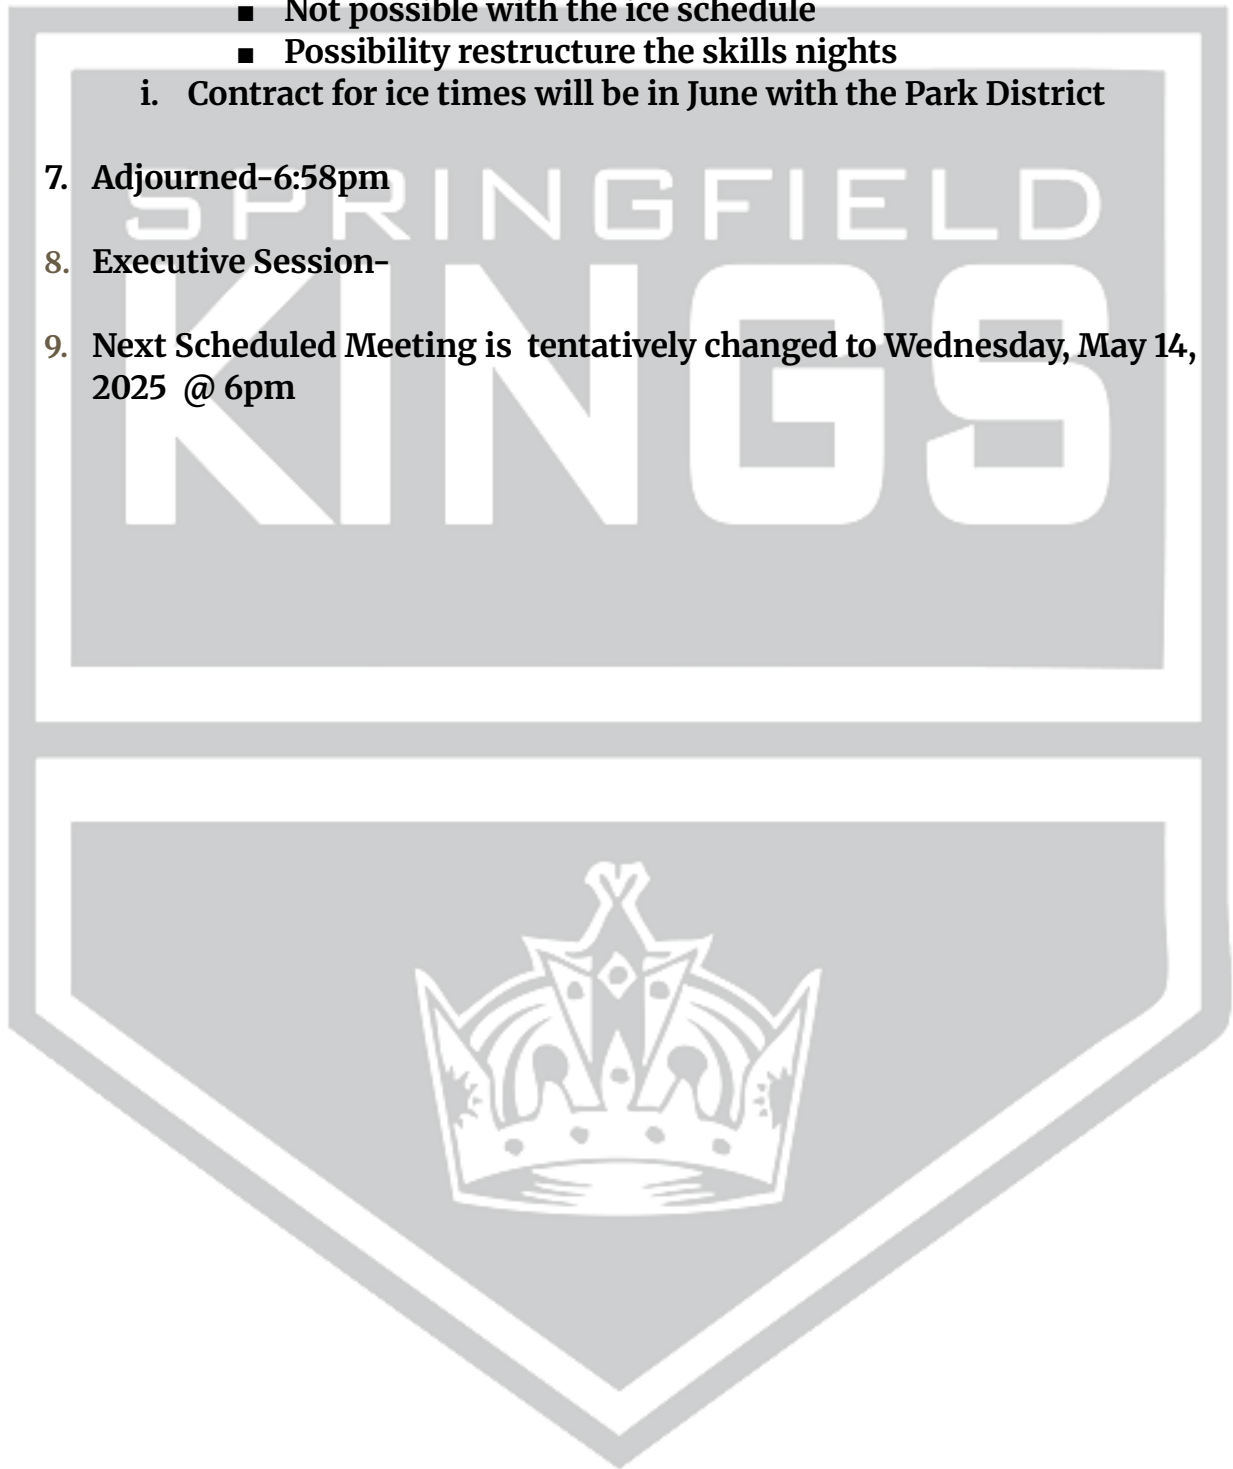 ■ Not possible with the ice schedule
■ Possibility restructure the skills nights
i. Contract for ice times will be in June with the Park District
7. Adjourned-6:58pm
SPRINGFIELD
8. Executive Session-
KINGS
9. Next Scheduled Meeting is  tentatively changed to Wednesday, May 14,
2025  @ 6pm